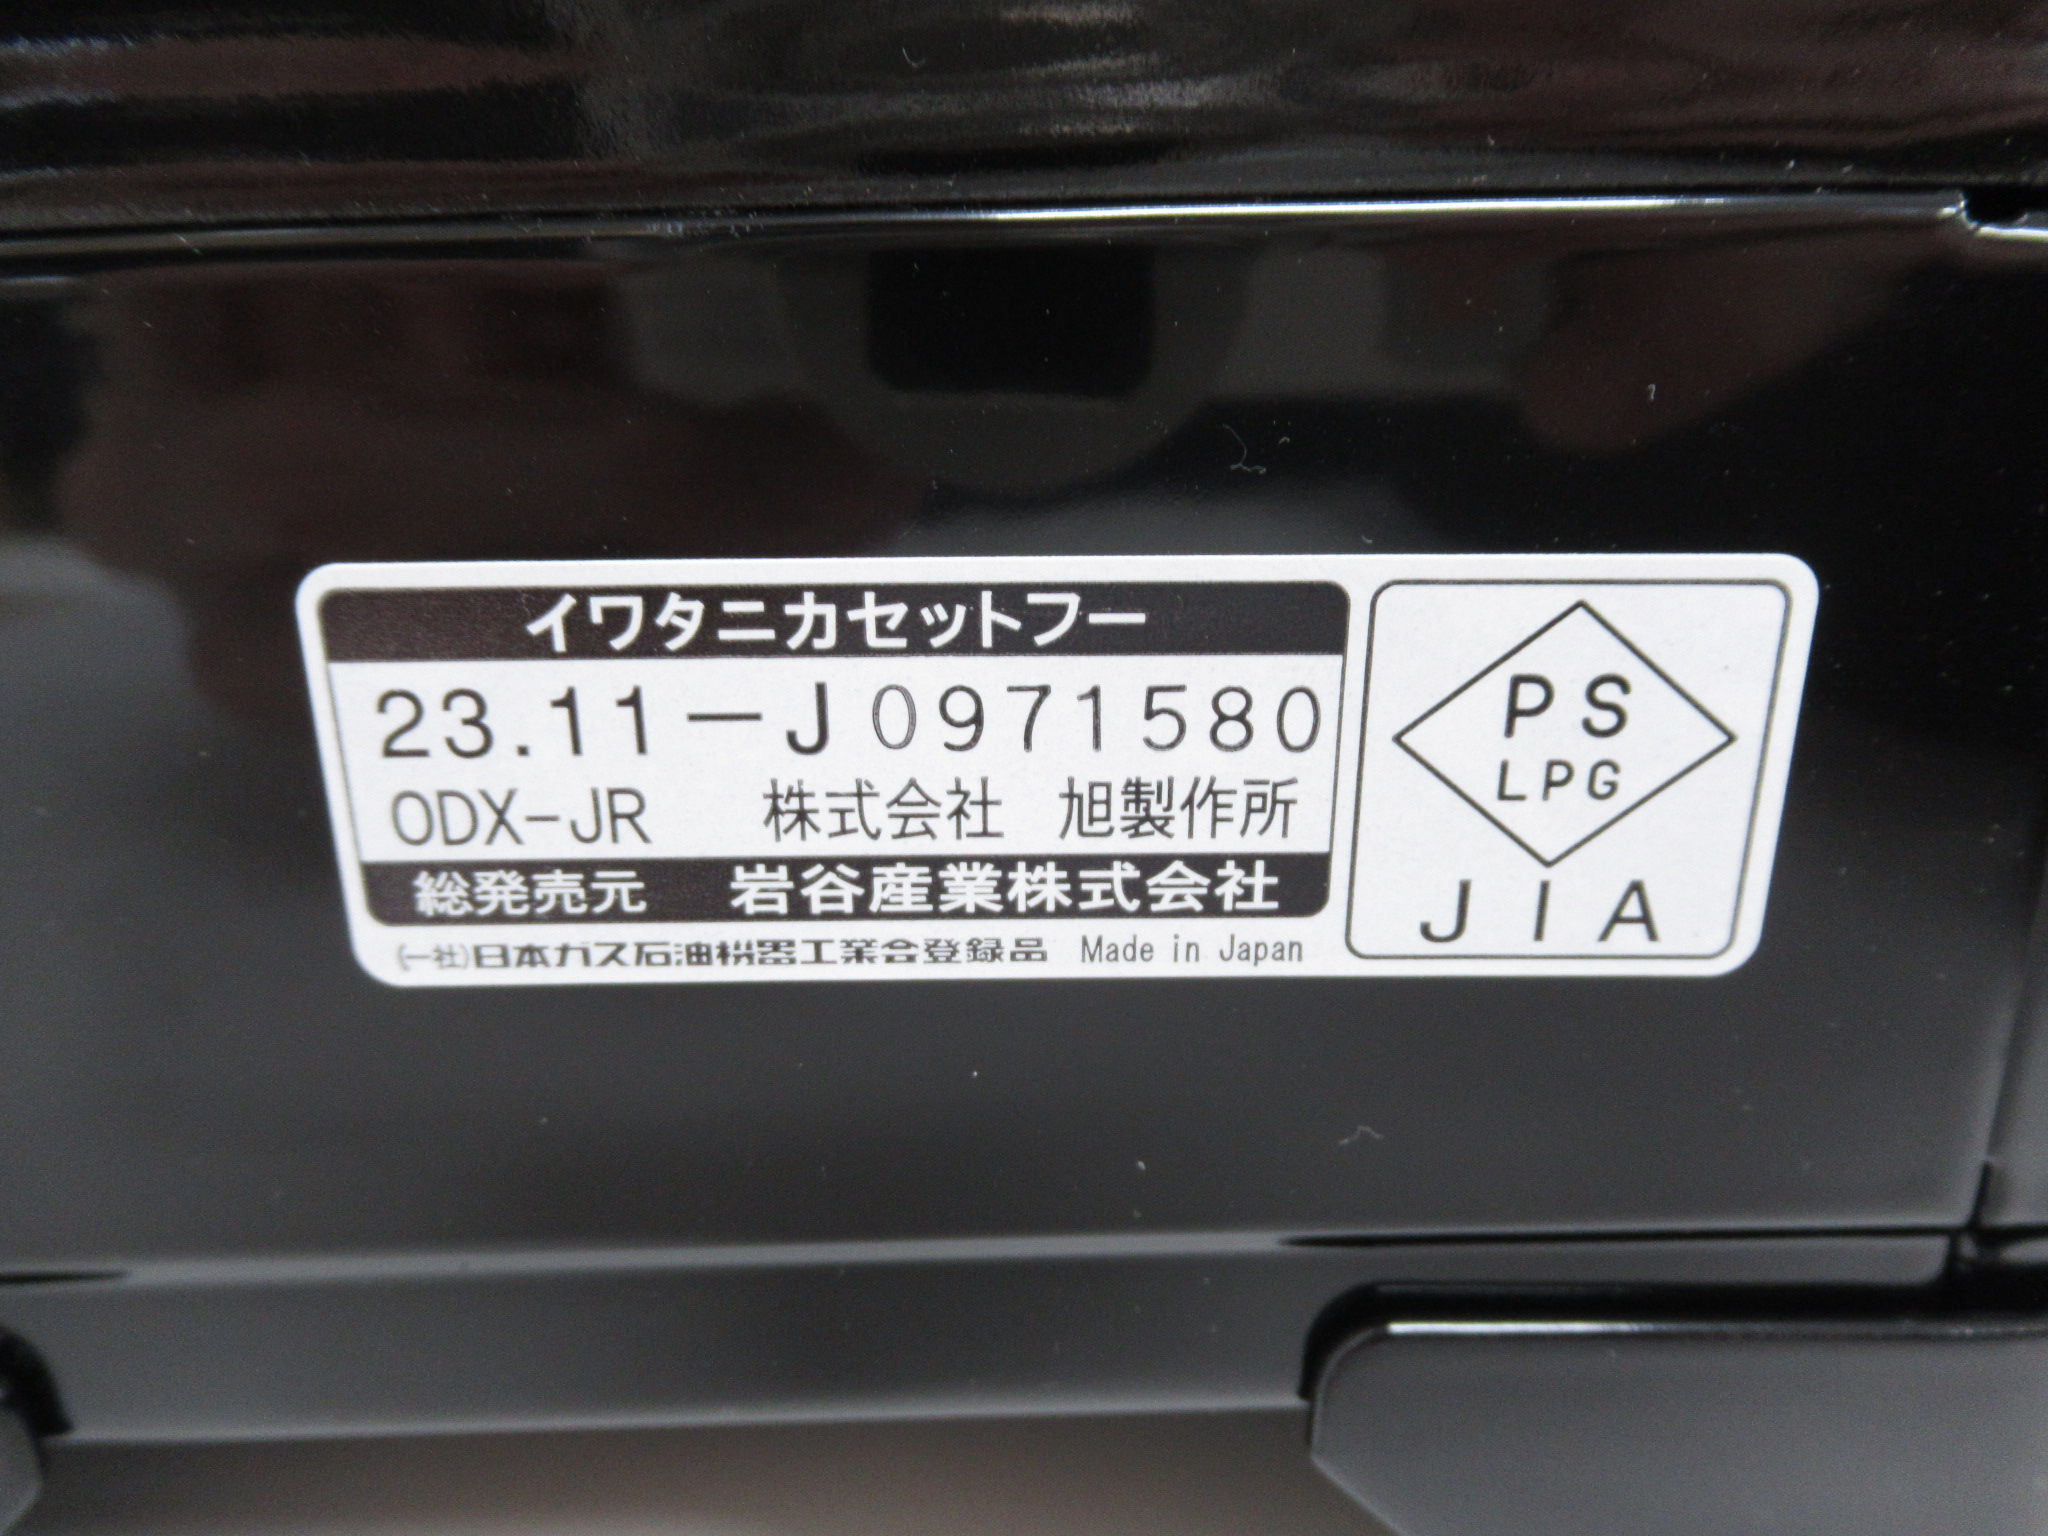 イワタニカセットフー
23.11-J0971580
ODX-JR 株式会社 旭製作所
総発売元 岩谷産業株式会社
(一社)日本ガス石油機器工業会登録品 Made in Japan
PS
LPG
JIA